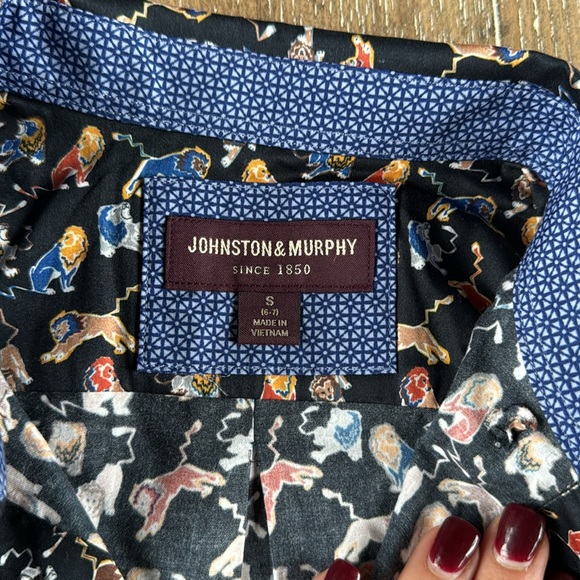 JOHNSTON & MURPHY
SINCE 1850
S
(6-7)
MADE IN
VIETNAM